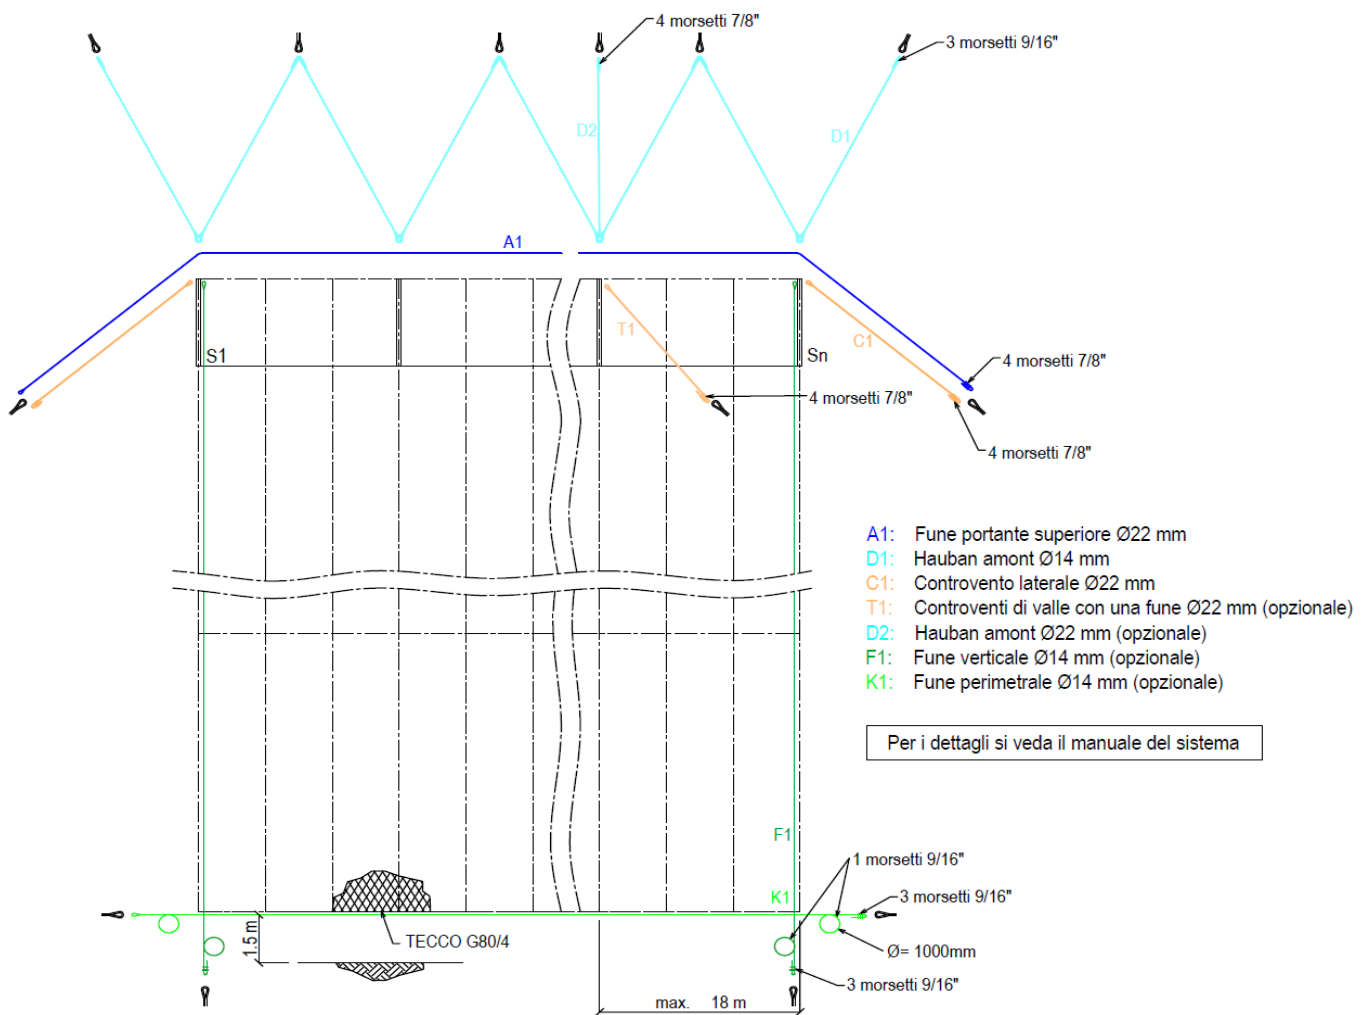 4 morsetti 7/8"
3 morsetti 9/16"
D2
D1
A1
T1
S1
C1
Sn
4 morsetti 7/8"
4 morsetti 7/8"
4 morsetti 7/8"
A1: Fune portante superiore Ø22 mm
D1: Hauban amont Ø14 mm
C1: Controvento laterale Ø22 mm
T1: Controventi di valle con una fune Ø22 mm (opzionale)
D2: Hauban amont Ø22 mm (opzionale)
F1: Fune verticale Ø14 mm (opzionale)
K1: Fune perimetrale Ø14 mm (opzionale)
Per i dettagli si veda il manuale del sistema
F1
1 morsetti 9/16"
K1
3 morsetti 9/16"
1.5 m
TECCO G80/4
Ø= 1000mm
3 morsetti 9/16"
max. 18 m